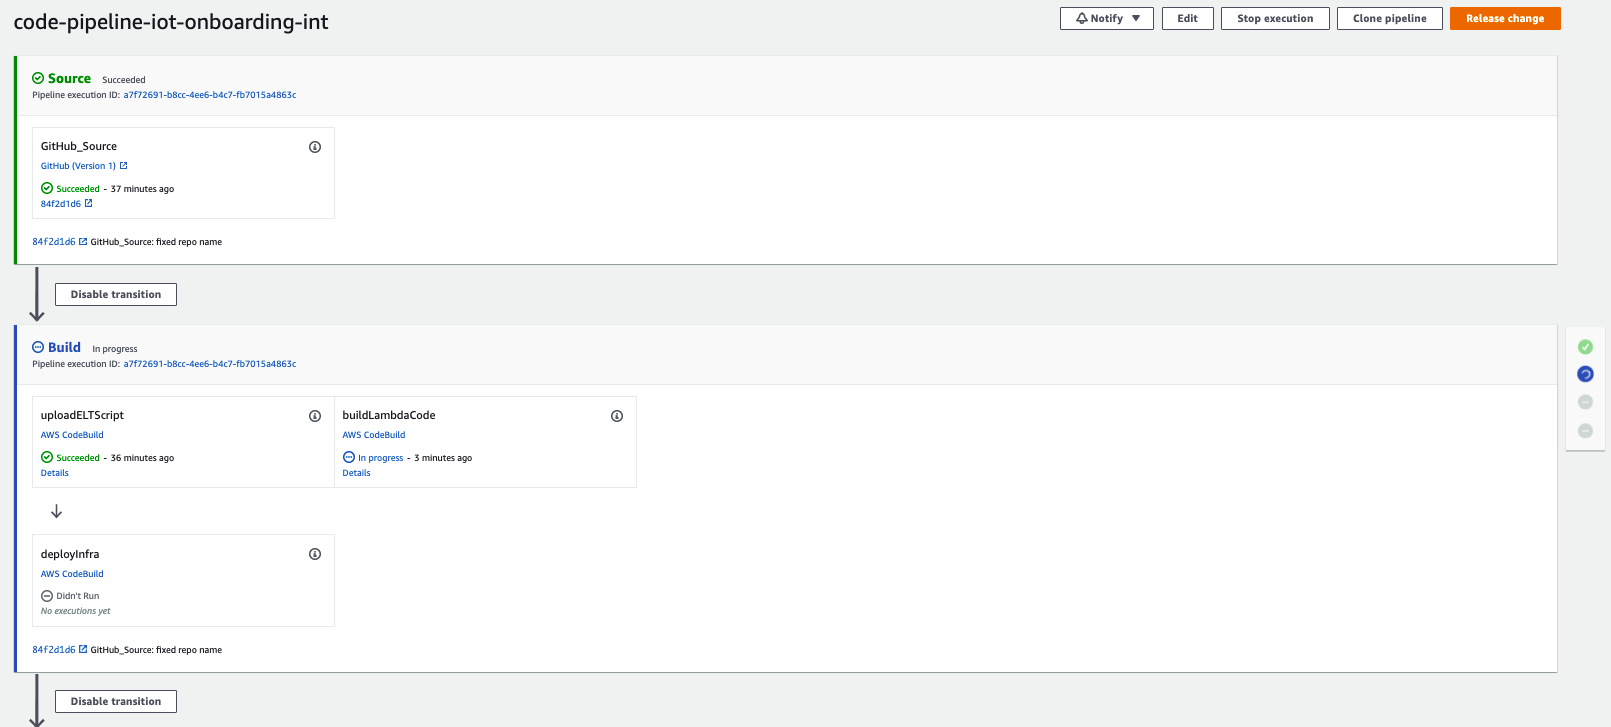 code-pipeline-iot-onboarding-int
Notify
Edit
Stop execution
Clone pipeline
Release change
Source Succeeded
Pipeline execution ID: a7f72691-b8cc-4ee6-b4c7-fb7015a4863c
GitHub_Source
GitHub (Version 1)
Succeeded - 37 minutes ago
84f2d1d6
84f2d1d6 GitHub_Source: fixed repo name
Disable transition
Build In progress
Pipeline execution ID: a7f72691-b8cc-4ee6-b4c7-fb7015a4863c
uploadELTScript
AWS CodeBuild
Succeeded - 36 minutes ago
Details
buildLambdaCode
AWS CodeBuild
In progress - 3 minutes ago
Details
deployInfra
AWS CodeBuild
Didn't Run
No executions yet
84f2d1d6 GitHub_Source: fixed repo name
Disable transition